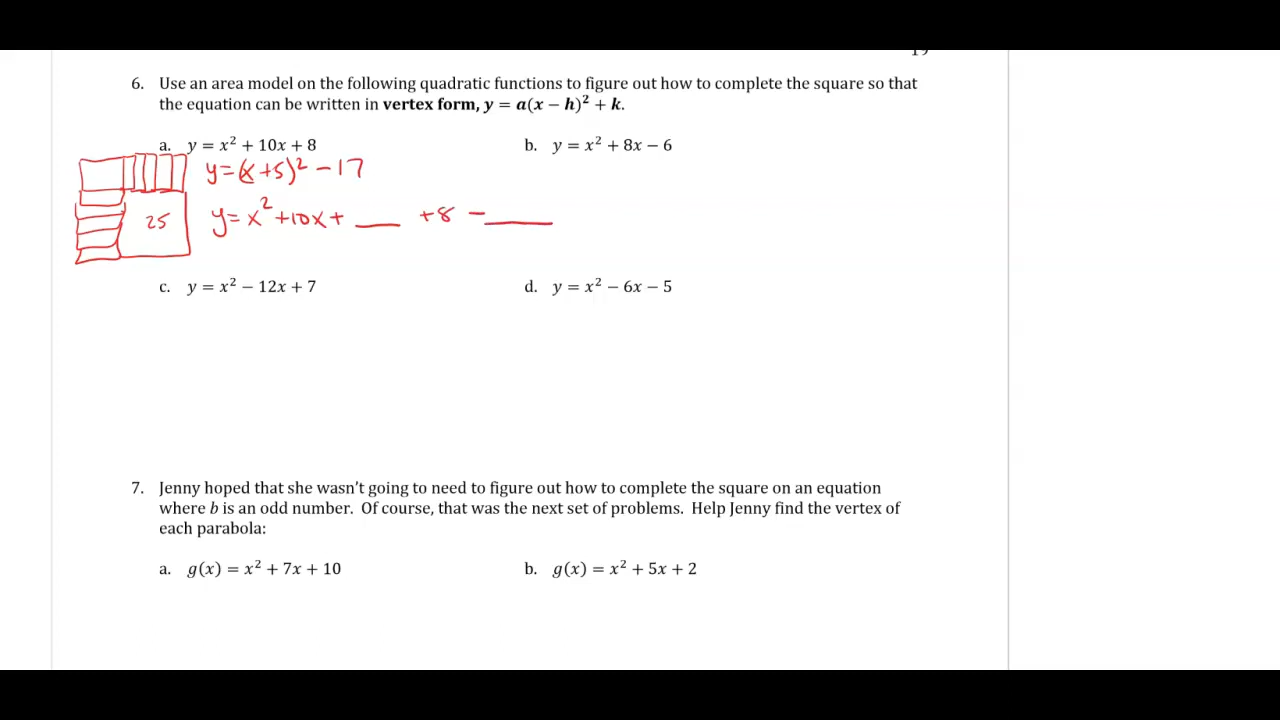 6. Use an area model on the following quadratic functions to figure out how to complete the square so that
the equation can be written in vertex form, y = a(x − h)² + k.
a. y = x² + 10x + 8
b. y = x² + 8x − 6
y = (x + 5)² − 17
25
y = x² + 10x + ___ + 8 − ___
c. y = x² − 12x + 7
d. y = x² − 6x − 5
7. Jenny hoped that she wasn't going to need to figure out how to complete the square on an equation
where b is an odd number. Of course, that was the next set of problems. Help Jenny find the vertex of
each parabola:
a. g(x) = x² + 7x + 10
b. g(x) = x² + 5x + 2